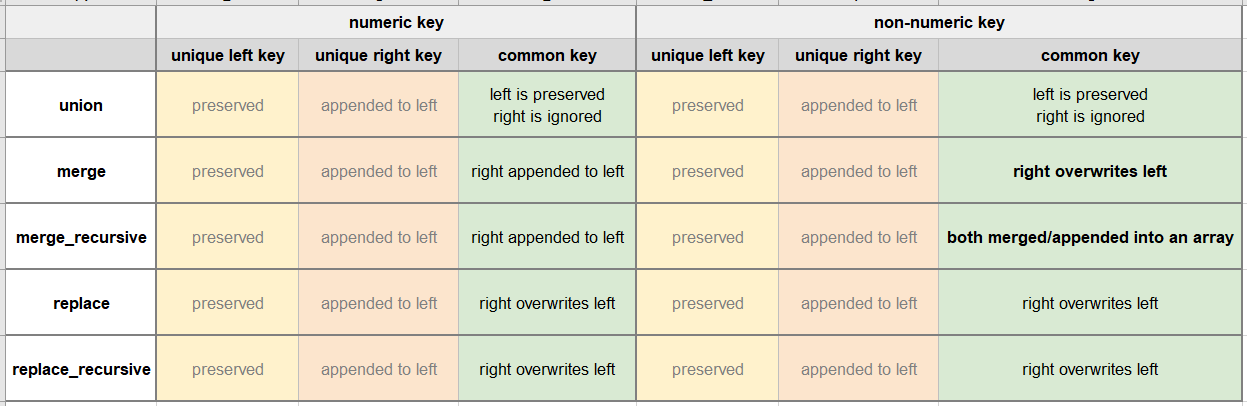 numeric key non-numeric key
unique left key unique right key common key unique left key unique right key common key
union preserved appended to left left is preserved right is ignored preserved appended to left left is preserved right is ignored
merge preserved appended to left right appended to left preserved appended to left right overwrites left
merge_recursive preserved appended to left right appended to left preserved appended to left both merged/appended into an array
replace preserved appended to left right overwrites left preserved appended to left right overwrites left
replace_recursive preserved appended to left right overwrites left preserved appended to left right overwrites left